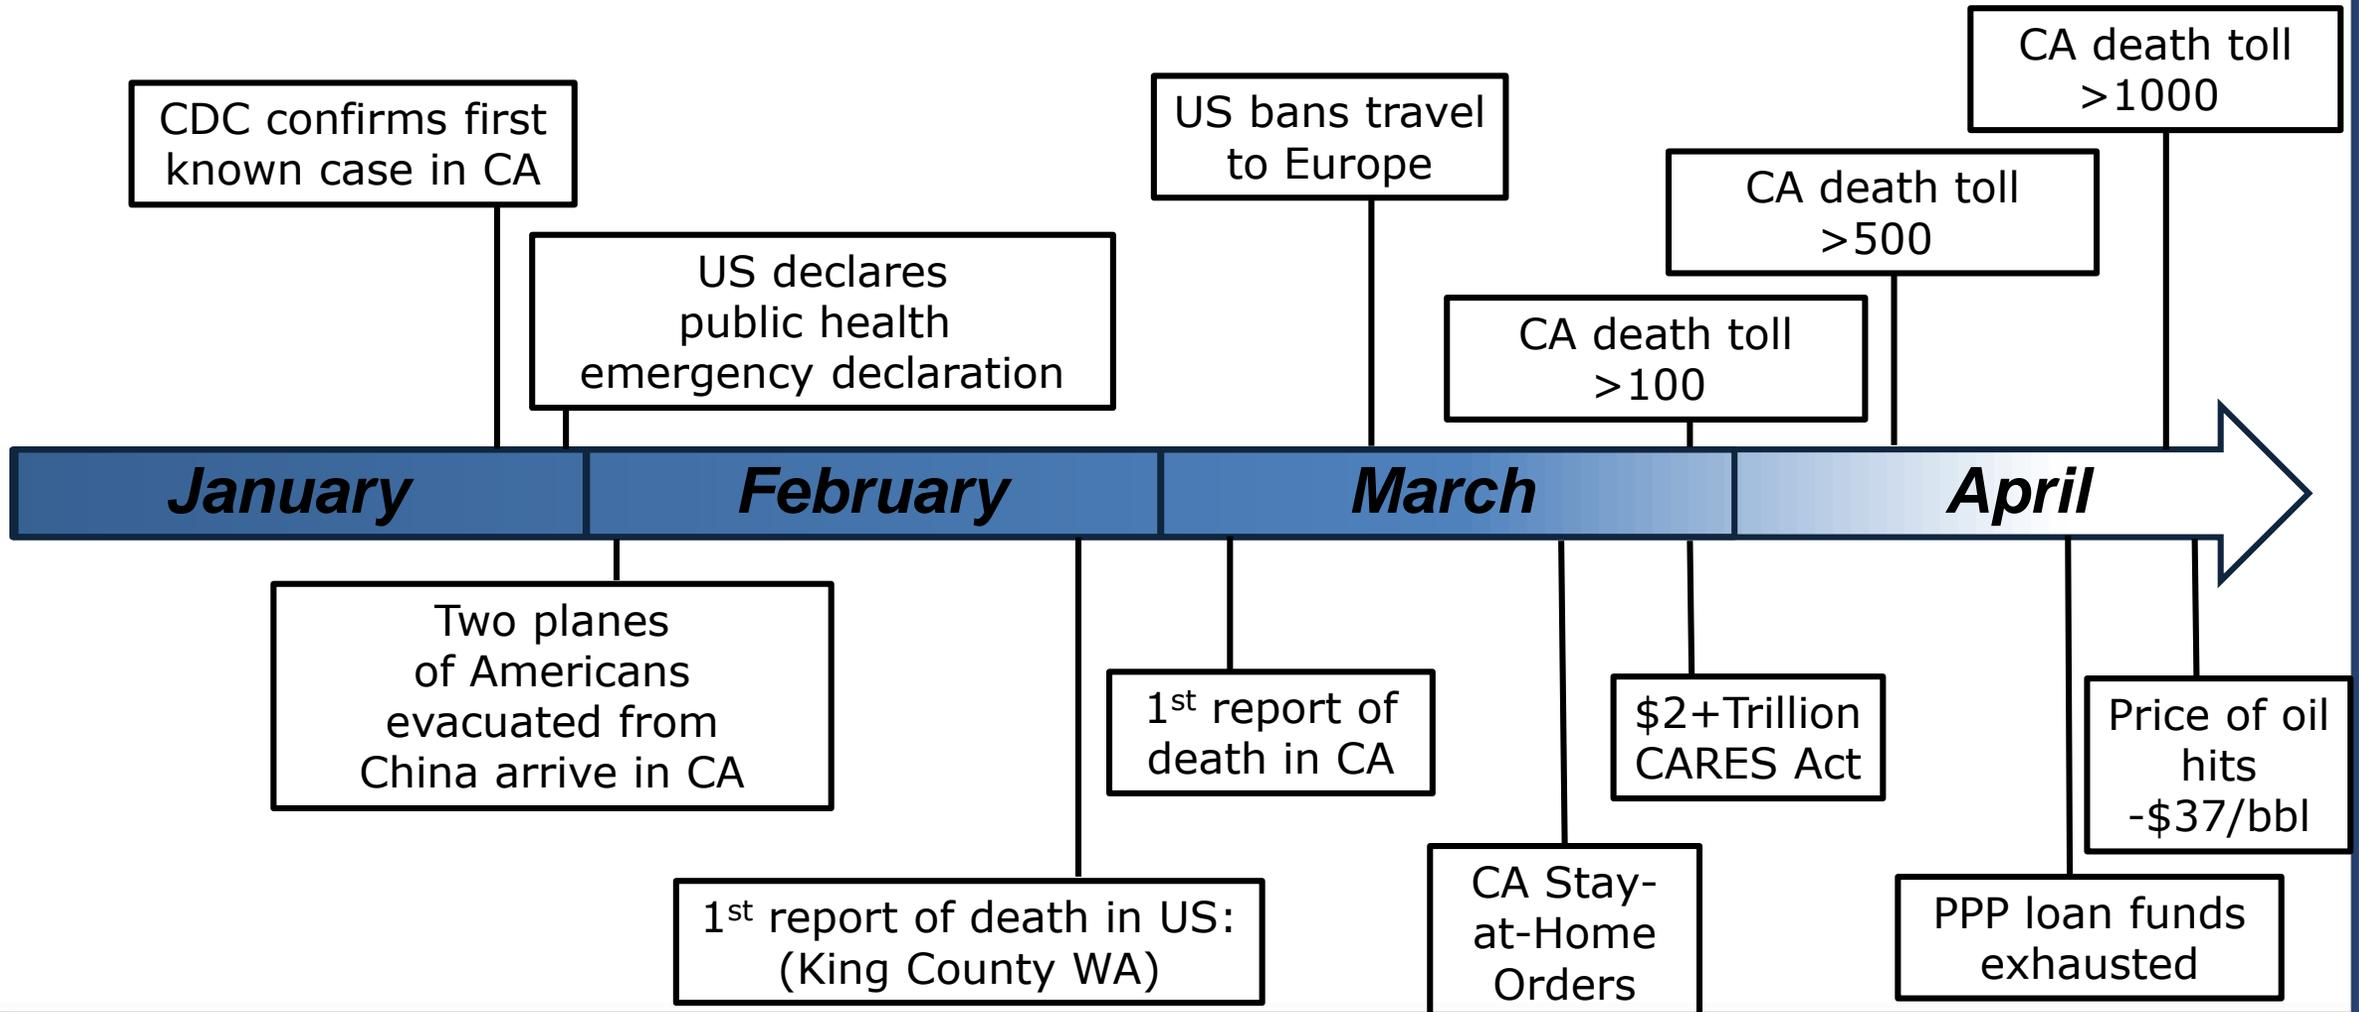 CA death toll
>1000
CDC confirms first
known case in CA
US bans travel
to Europe
CA death toll
>500
US declares
public health
emergency declaration
CA death toll
>100
January
February
March
April
Two planes
of Americans
evacuated from
China arrive in CA
1st report of
death in CA
$2+Trillion
CARES Act
Price of oil
hits
-$37/bbl
1st report of death in US:
(King County WA)
CA Stay-
at-Home
Orders
PPP loan funds
exhausted